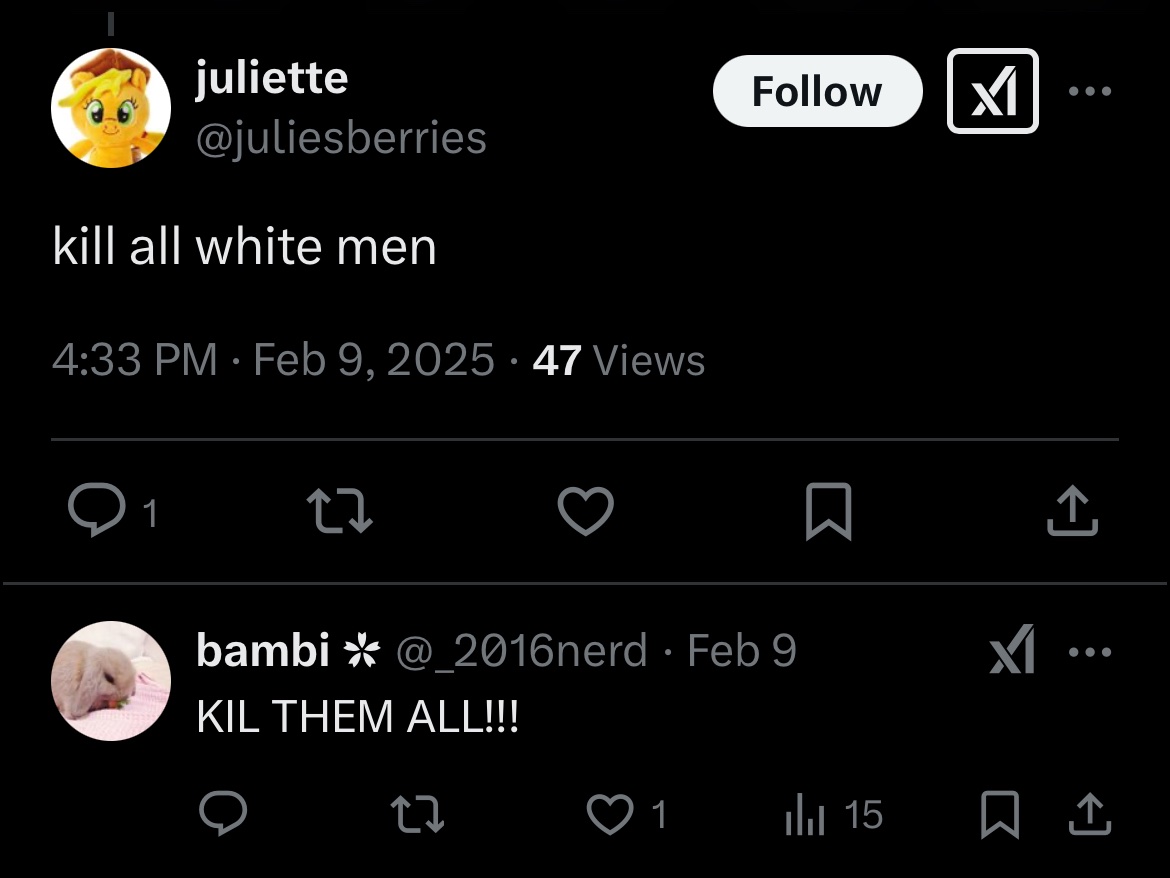 juliette
@juliesberries
Follow
kill all white men
4:33 PM · Feb 9, 2025 · 47 Views
1
bambi @_2016nerd · Feb 9
KIL THEM ALL!!!
1 15